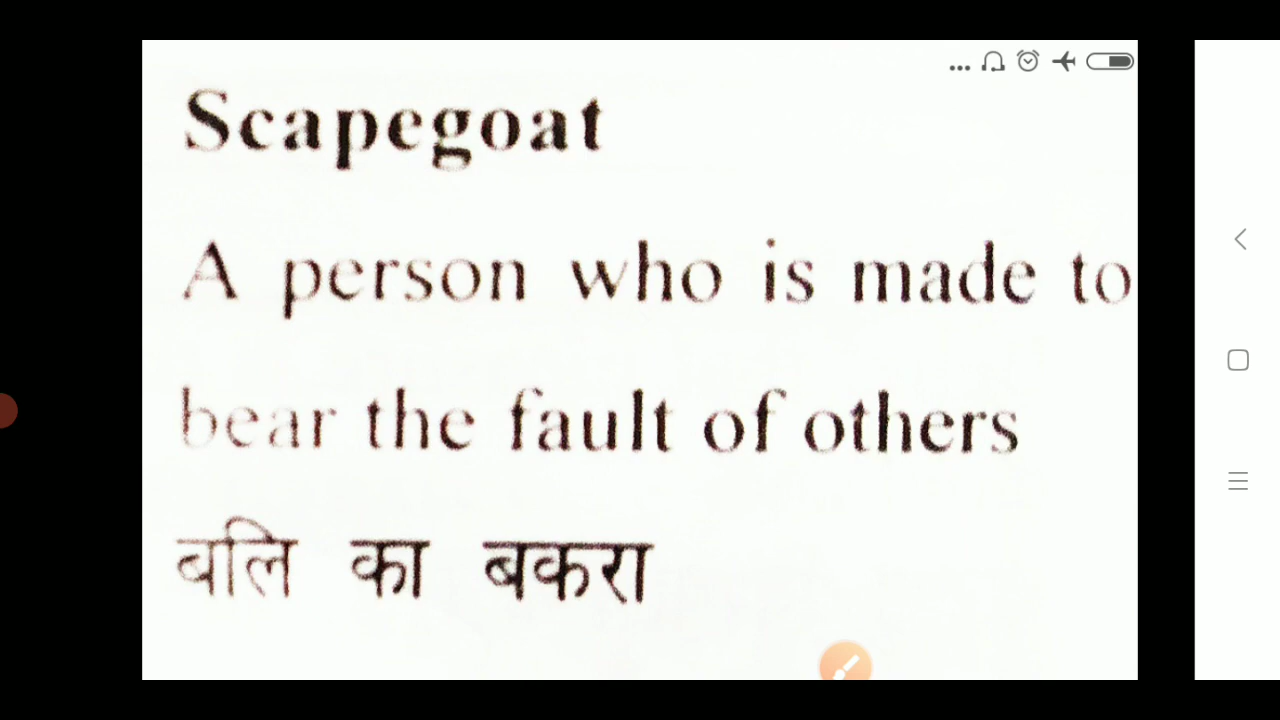 Scapegoat
A person who is made to
bear the fault of others
बलि का बकरा